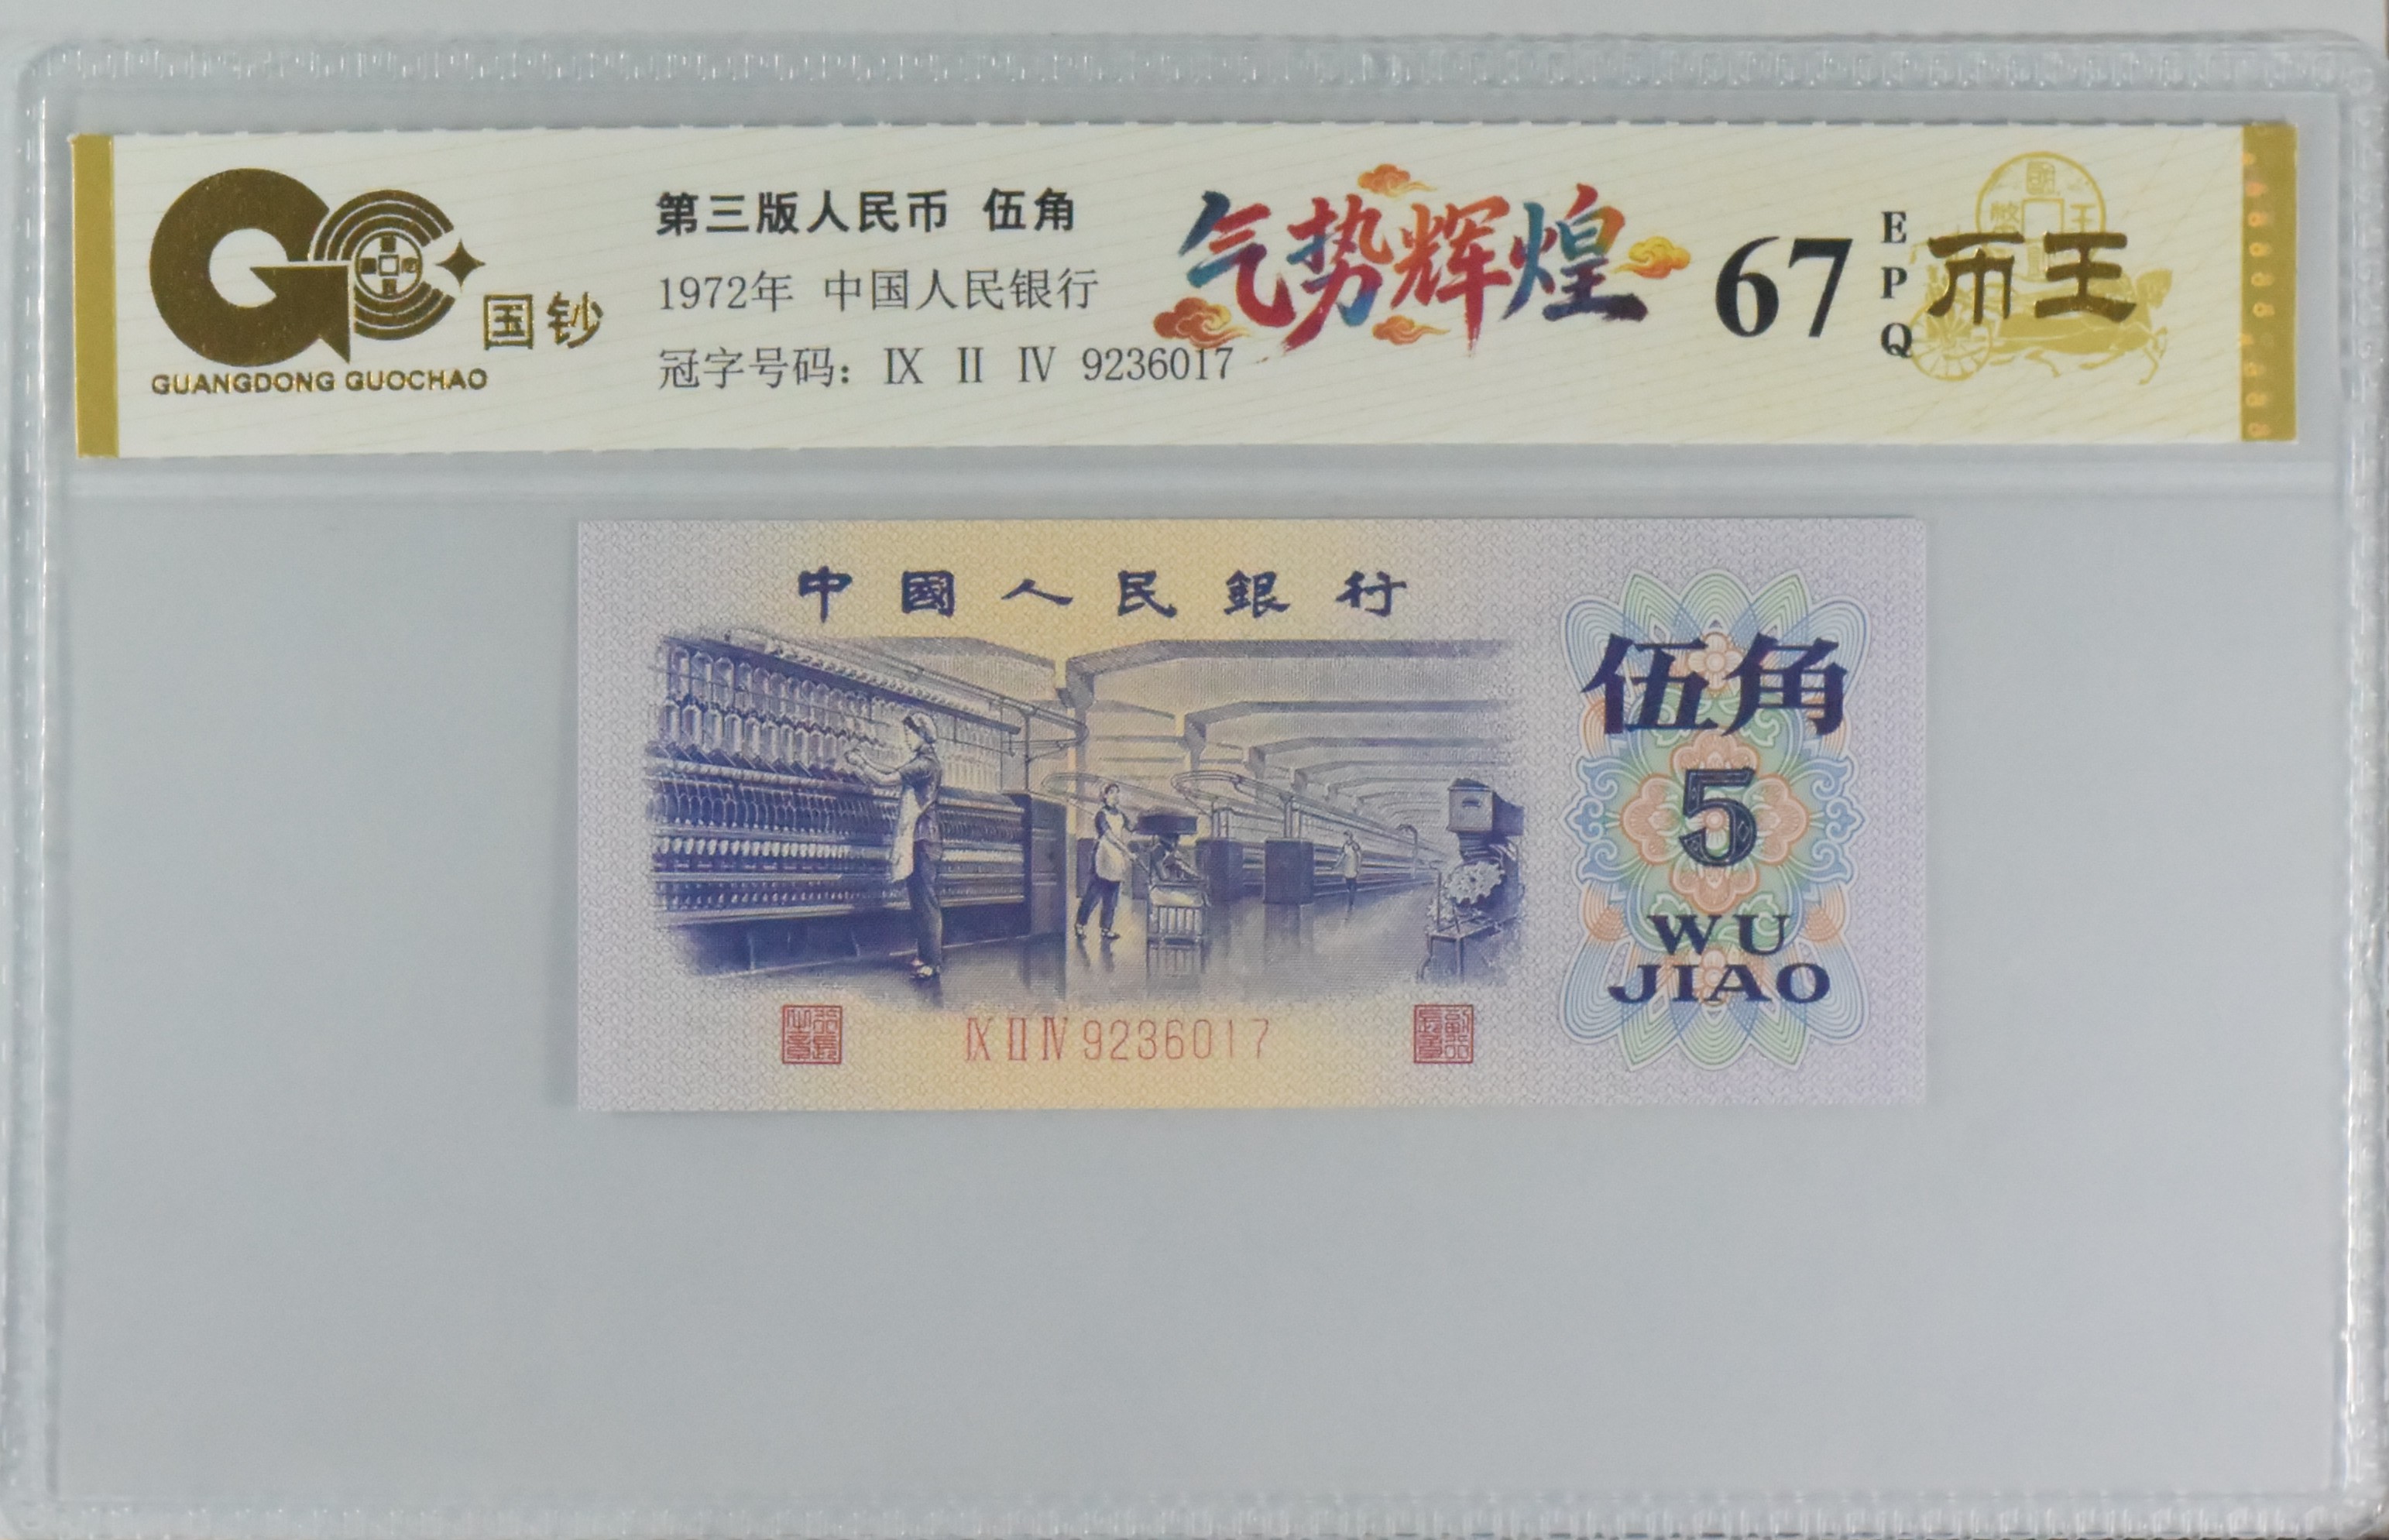 国钞
GUANGDONG GUOCHAO
第三版人民币 伍角
1972年 中国人民银行
冠字号码：Ⅸ Ⅱ Ⅳ 9236017
气势辉煌
67
EPQ
币王
中國人民銀行
伍角
5
WU
JIAO
Ⅸ Ⅱ Ⅳ 9236017